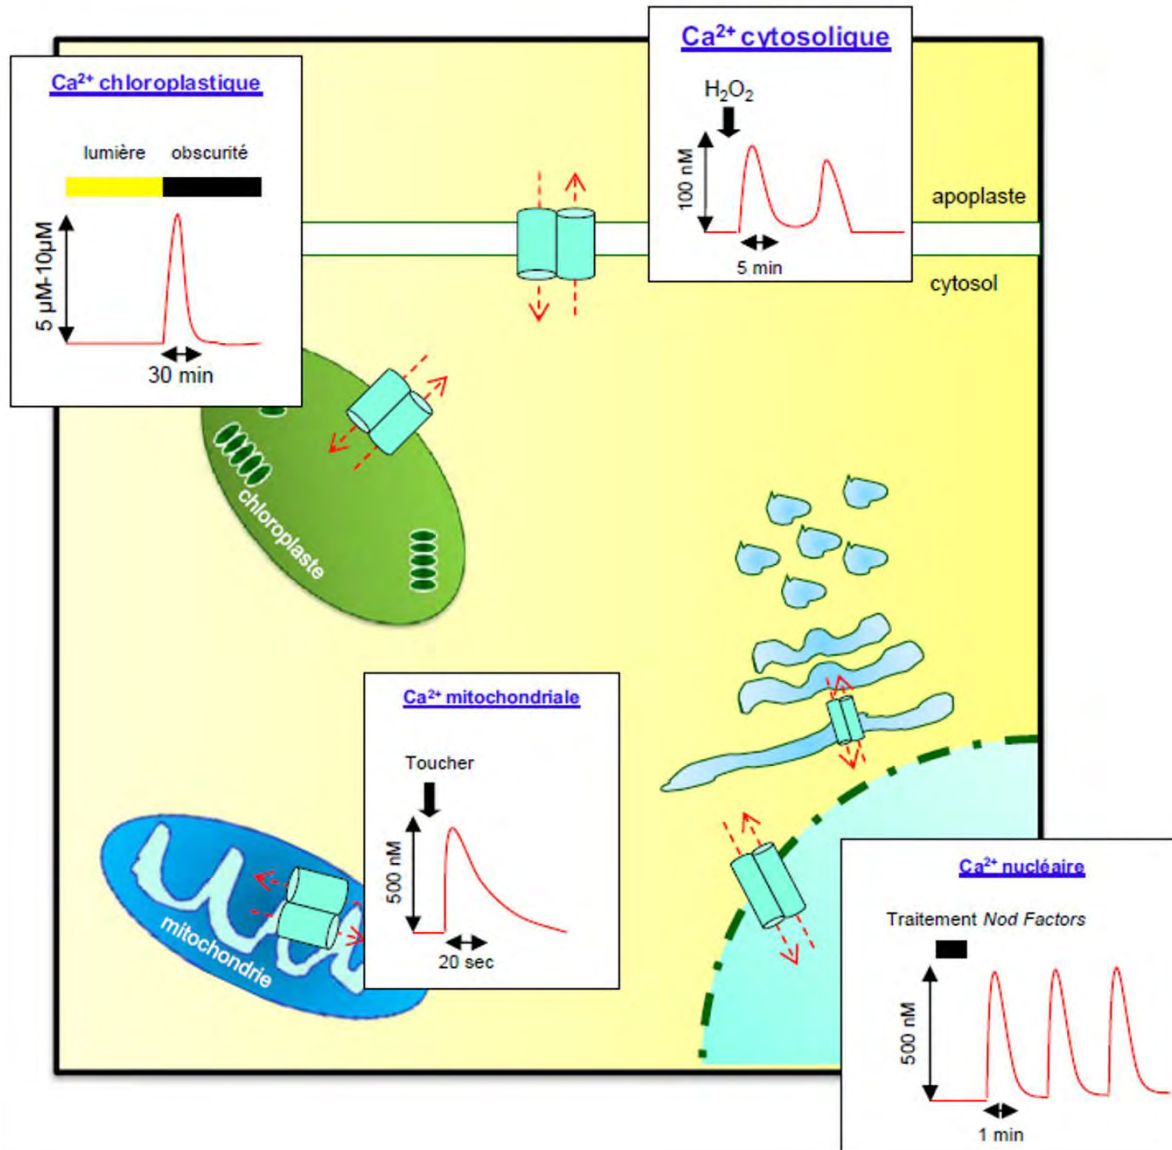 Ca²⁺ chloroplastique
lumière obscurité
5 µM-10µM
30 min
Ca²⁺ cytosolique
H₂O₂
100 nM
5 min
apoplaste
cytosol
chloroplaste
Ca²⁺ mitochondriale
Toucher
500 nM
20 sec
mitochondrie
Ca²⁺ nucléaire
Traitement Nod Factors
500 nM
1 min